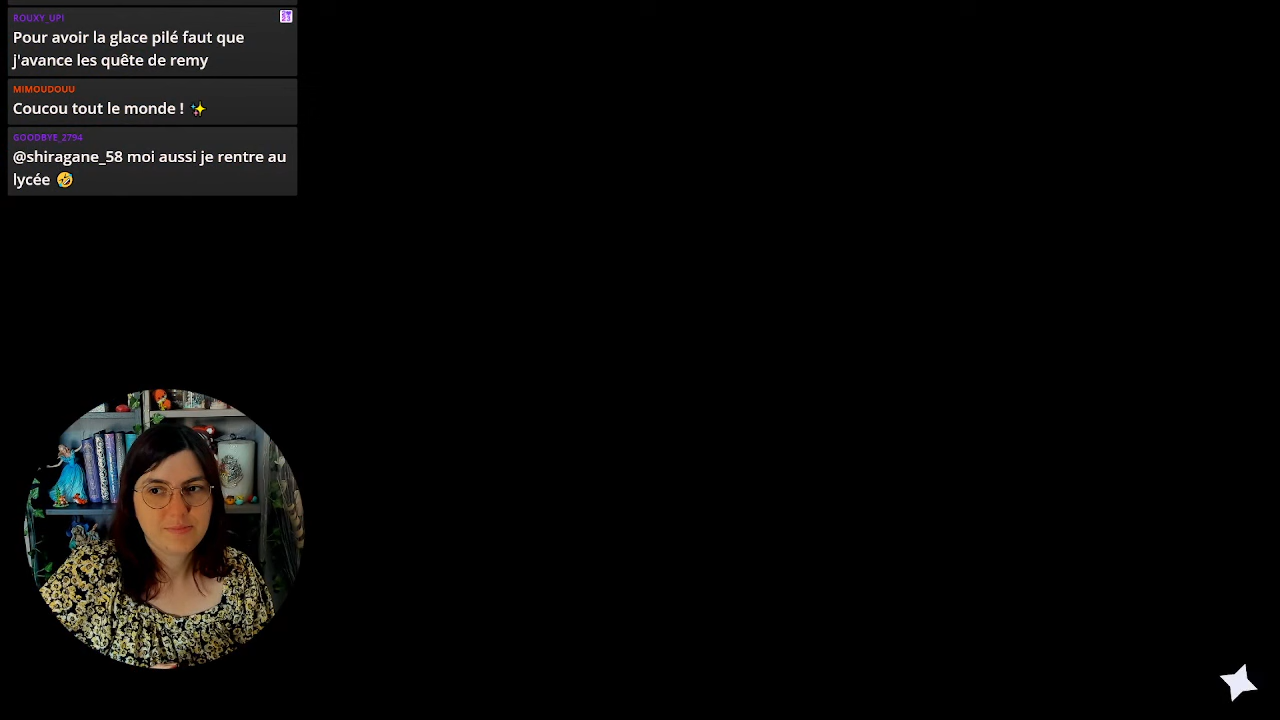 ROUXY_UP!
Pour avoir la glace pilé faut que
j'avance les quête de remy
MIMOUDOUU
Coucou tout le monde ! ✨
GOODBYE_2794
@shiragane_58 moi aussi je rentre au
lycée 🤣